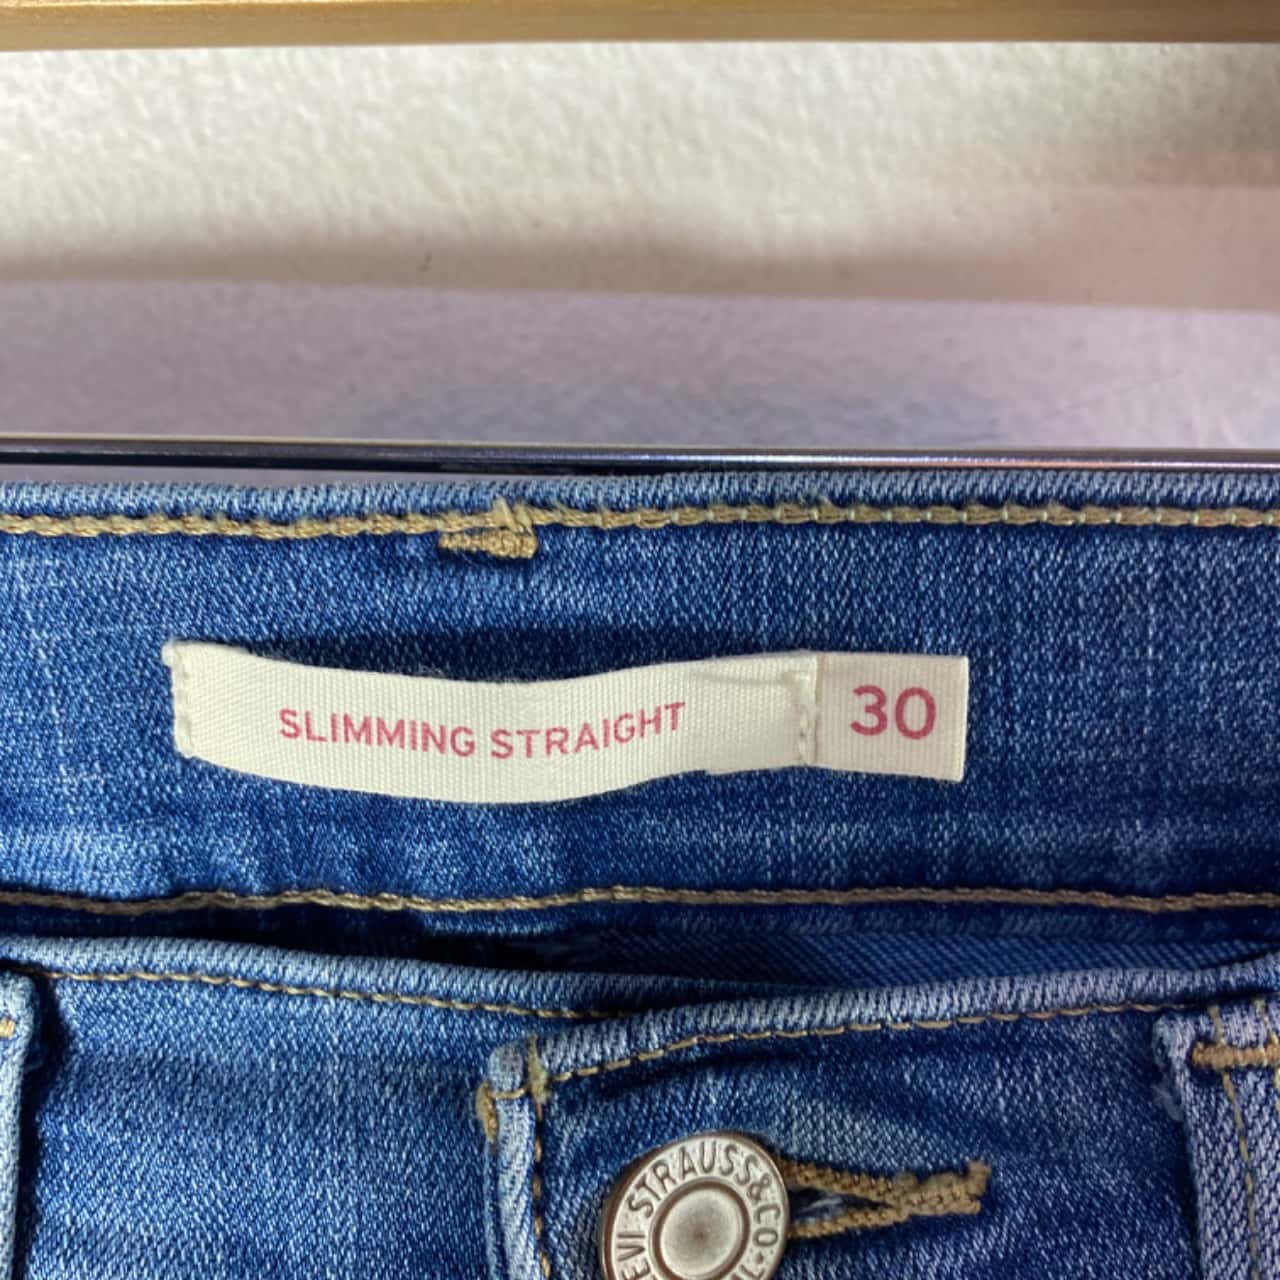 SLIMMING STRAIGHT 30
LEVI STRAUSS & CO.